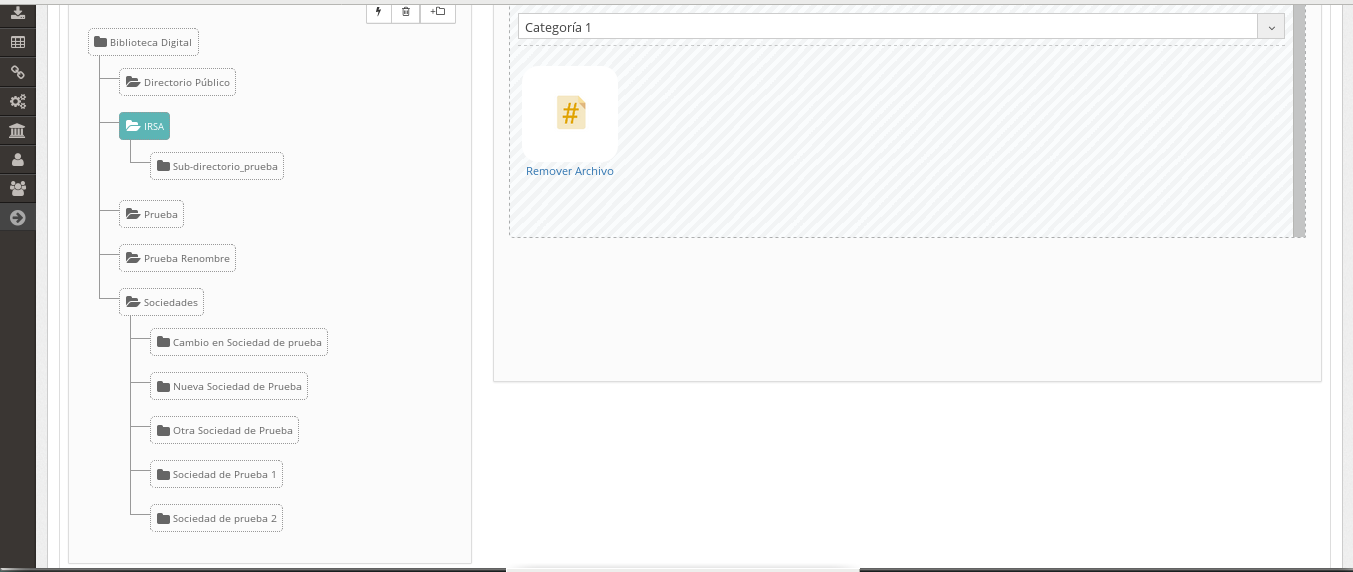 Biblioteca Digital
Directorio Público
IRSA
Sub-directorio_prueba
Prueba
Prueba Renombre
Sociedades
Cambio en Sociedad de prueba
Nueva Sociedad de Prueba
Otra Sociedad de Prueba
Sociedad de Prueba 1
Sociedad de prueba 2
Categoría 1
#
Remover Archivo